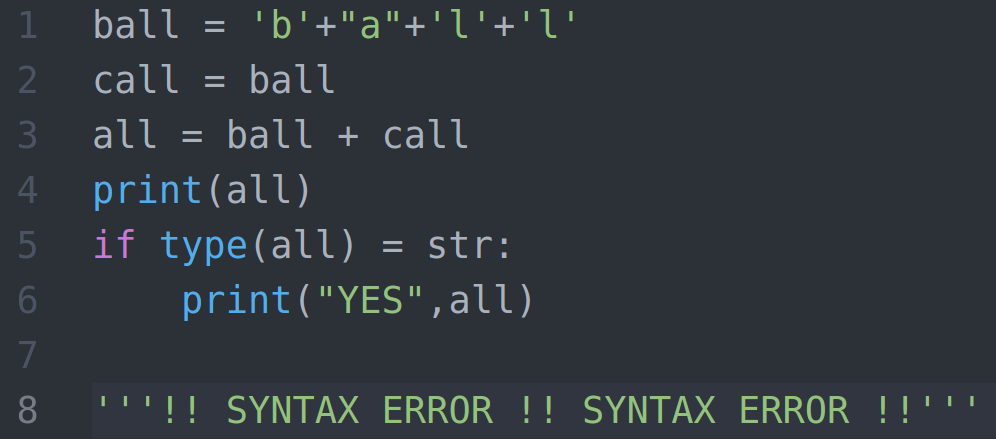 1 ball = 'b'+"a"+'l'+'l'
2 call = ball
3 all = ball + call
4 print(all)
5 if type(all) = str:
6     print("YES",all)
7
8 '''!! SYNTAX ERROR !! SYNTAX ERROR !!'''